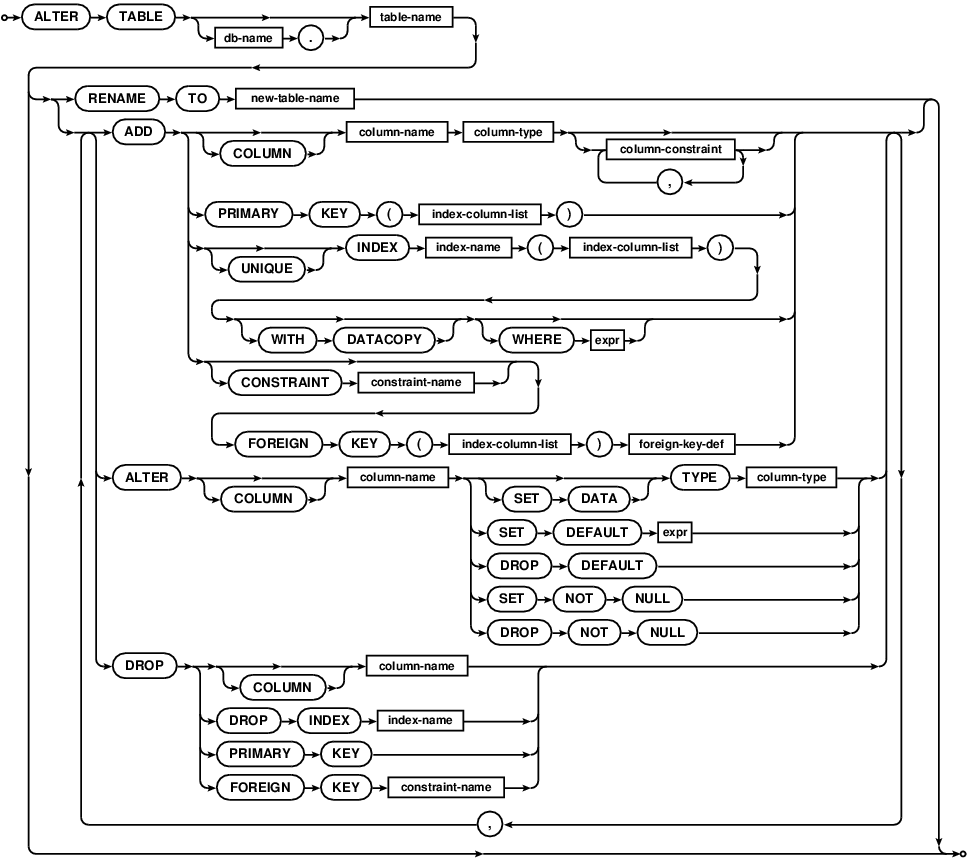 ALTER TABLE table-name
db-name .
RENAME TO new-table-name
ADD column-name column-type
COLUMN column-constraint
,
PRIMARY KEY ( index-column-list )
INDEX index-name ( index-column-list )
UNIQUE
WITH DATACOPY WHERE expr
CONSTRAINT constraint-name
FOREIGN KEY ( index-column-list ) foreign-key-def
ALTER column-name TYPE column-type
COLUMN SET DATA
SET DEFAULT expr
DROP DEFAULT
SET NOT NULL
DROP NOT NULL
DROP column-name
COLUMN
DROP INDEX index-name
PRIMARY KEY
FOREIGN KEY constraint-name
,